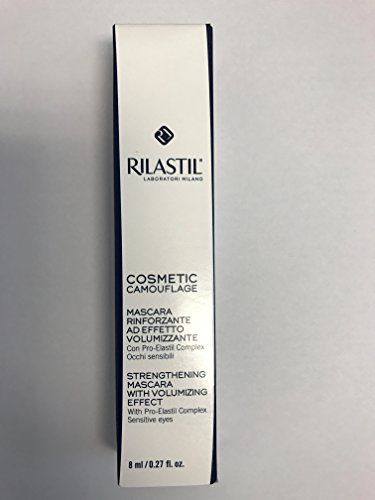 RILASTIL®
LABORATORI MILANO
COSMETIC
CAMOUFLAGE
MASCARA
RINFORZANTE
AD EFFETTO
VOLUMIZZANTE
Con Pro-Elastil Complex
Occhi sensibili
STRENGTHENING
MASCARA
WITH VOLUMIZING
EFFECT
With Pro-Elastil Complex
Sensitive eyes
8 ml / 0.27 fl. oz.